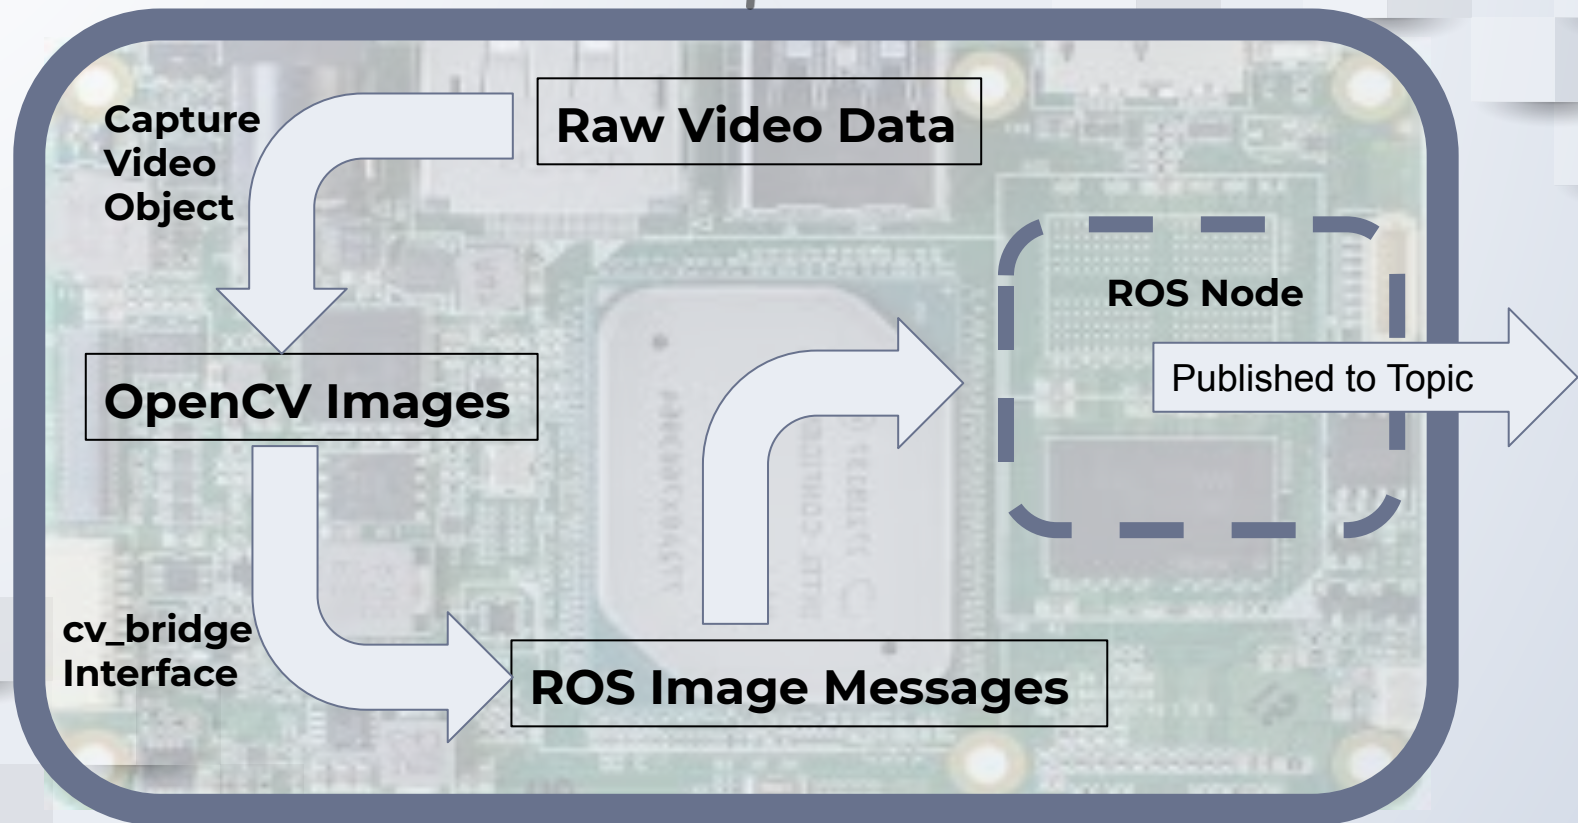 Raw Video Data
Capture
Video
Object
OpenCV Images
cv_bridge
Interface
ROS Image Messages
ROS Node
Published to Topic